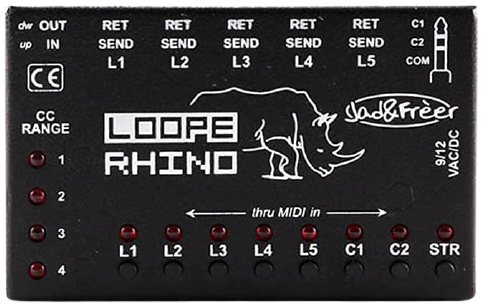 dw OUT RET RET RET RET RET C1
up IN SEND SEND SEND SEND SEND C2
L1 L2 L3 L4 L5 COM
CE
CC
RANGE
LOOPE
RHINO
Jad&Frèer
9/12
VAC/DC
1
2
3
4
thru MIDI in
L1 L2 L3 L4 L5 C1 C2 STR